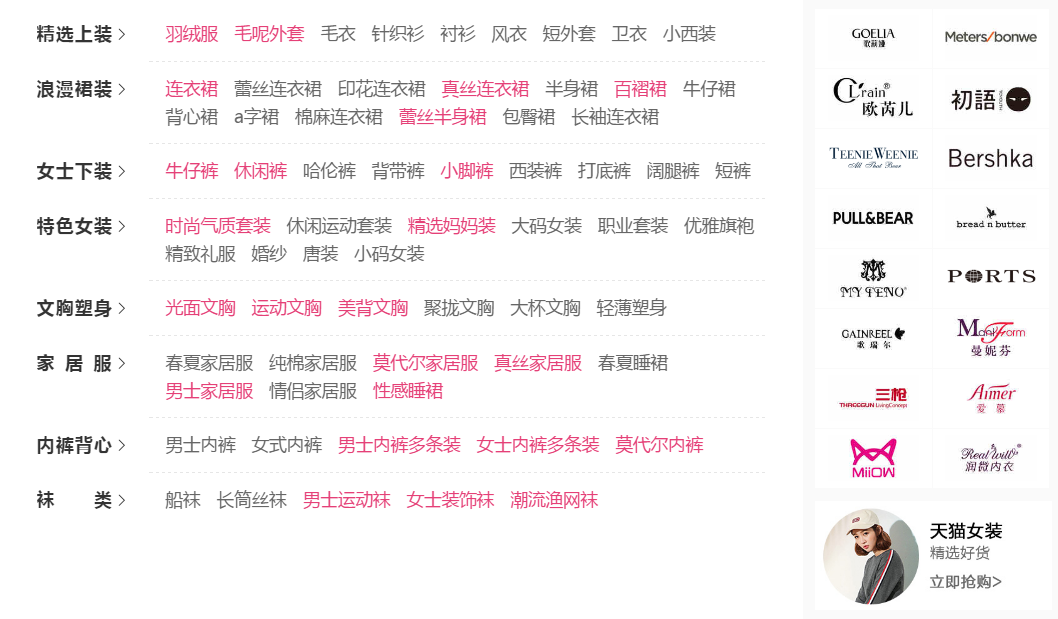 精选上装 羽绒服 毛呢外套 毛衣 针织衫 衬衫 风衣 短外套 卫衣 小西装
浪漫裙装 连衣裙 蕾丝连衣裙 印花连衣裙 真丝连衣裙 半身裙 百褶裙 牛仔裙
背心裙 a字裙 棉麻连衣裙 蕾丝半身裙 包臀裙 长袖连衣裙
女士下装 牛仔裤 休闲裤 哈伦裤 背带裤 小脚裤 西装裤 打底裤 阔腿裤 短裤
特色女装 时尚气质套装 休闲运动套装 精选妈妈装 大码女装 职业套装 优雅旗袍
精致礼服 婚纱 唐装 小码女装
文胸塑身 光面文胸 运动文胸 美背文胸 聚拢文胸 大杯文胸 轻薄塑身
家居服 春夏家居服 纯棉家居服 莫代尔家居服 真丝家居服 春夏睡裙
男士家居服 情侣家居服 性感睡裙
内裤背心 男士内裤 女式内裤 男士内裤多条装 女士内裤多条装 莫代尔内裤
袜类 船袜 长筒丝袜 男士运动袜 女士装饰袜 潮流渔网袜
GOELIA
歌莉娅
Meters/bonwe
Clrain®
欧芮儿
初語
TEENIE WEENIE
All That Bear
Bershka
PULL&BEAR
bread n butter
MY TENO®
PORTS
GAINREEL
歌瑞尔
ManiForm
曼妮芬
三槍
THREEGUN LivingConcept
Aimer
爱慕
MiiOW
Real will®
润微内衣
天猫女装
精选好货
立即抢购>